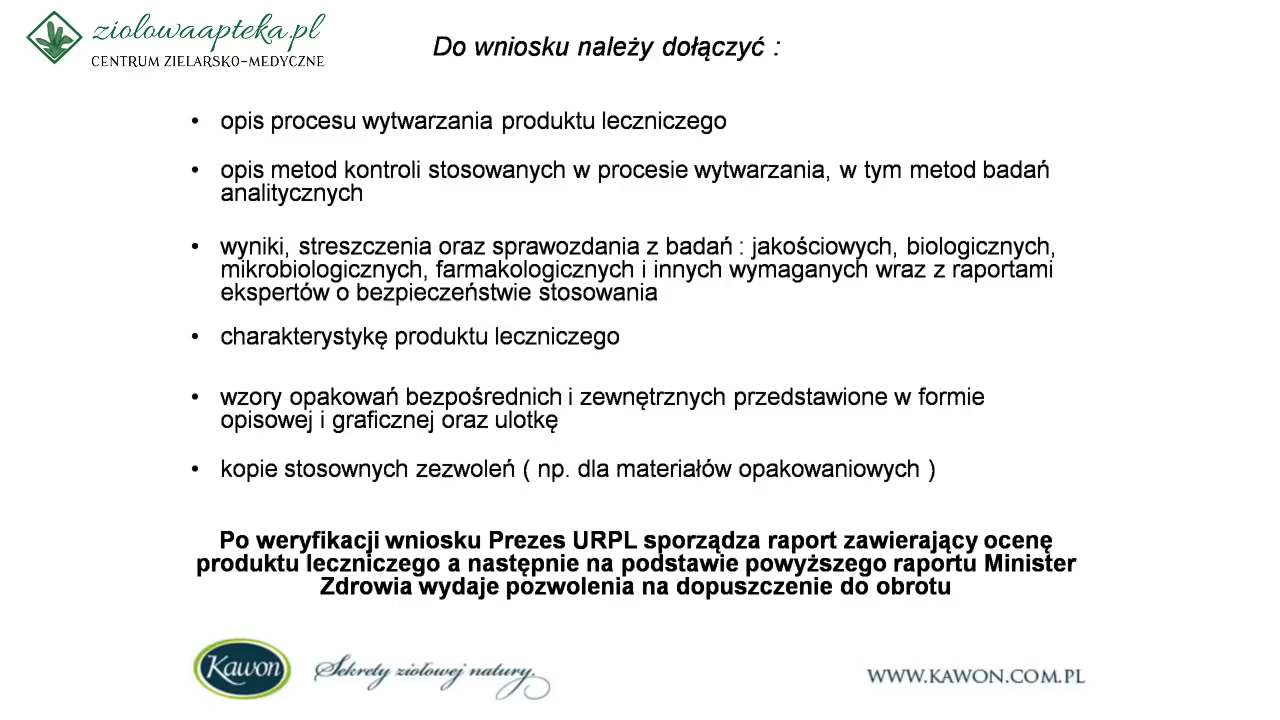 ziolowaapteka.pl
CENTRUM ZIELARSKO-MEDYCZNE
Do wniosku należy dołączyć :
• opis procesu wytwarzania produktu leczniczego
• opis metod kontroli stosowanych w procesie wytwarzania, w tym metod badań
analitycznych
• wyniki, streszczenia oraz sprawozdania z badań : jakościowych, biologicznych,
mikrobiologicznych, farmakologicznych i innych wymaganych wraz z raportami
ekspertów o bezpieczeństwie stosowania
• charakterystykę produktu leczniczego
• wzory opakowań bezpośrednich i zewnętrznych przedstawione w formie
opisowej i graficznej oraz ulotkę
• kopie stosownych zezwoleń ( np. dla materiałów opakowaniowych )
Po weryfikacji wniosku Prezes URPL sporządza raport zawierający ocenę
produktu leczniczego a następnie na podstawie powyższego raportu Minister
Zdrowia wydaje pozwolenia na dopuszczenie do obrotu
Kawon
Sekrety ziołowej natury.
WWW.KAWON.COM.PL